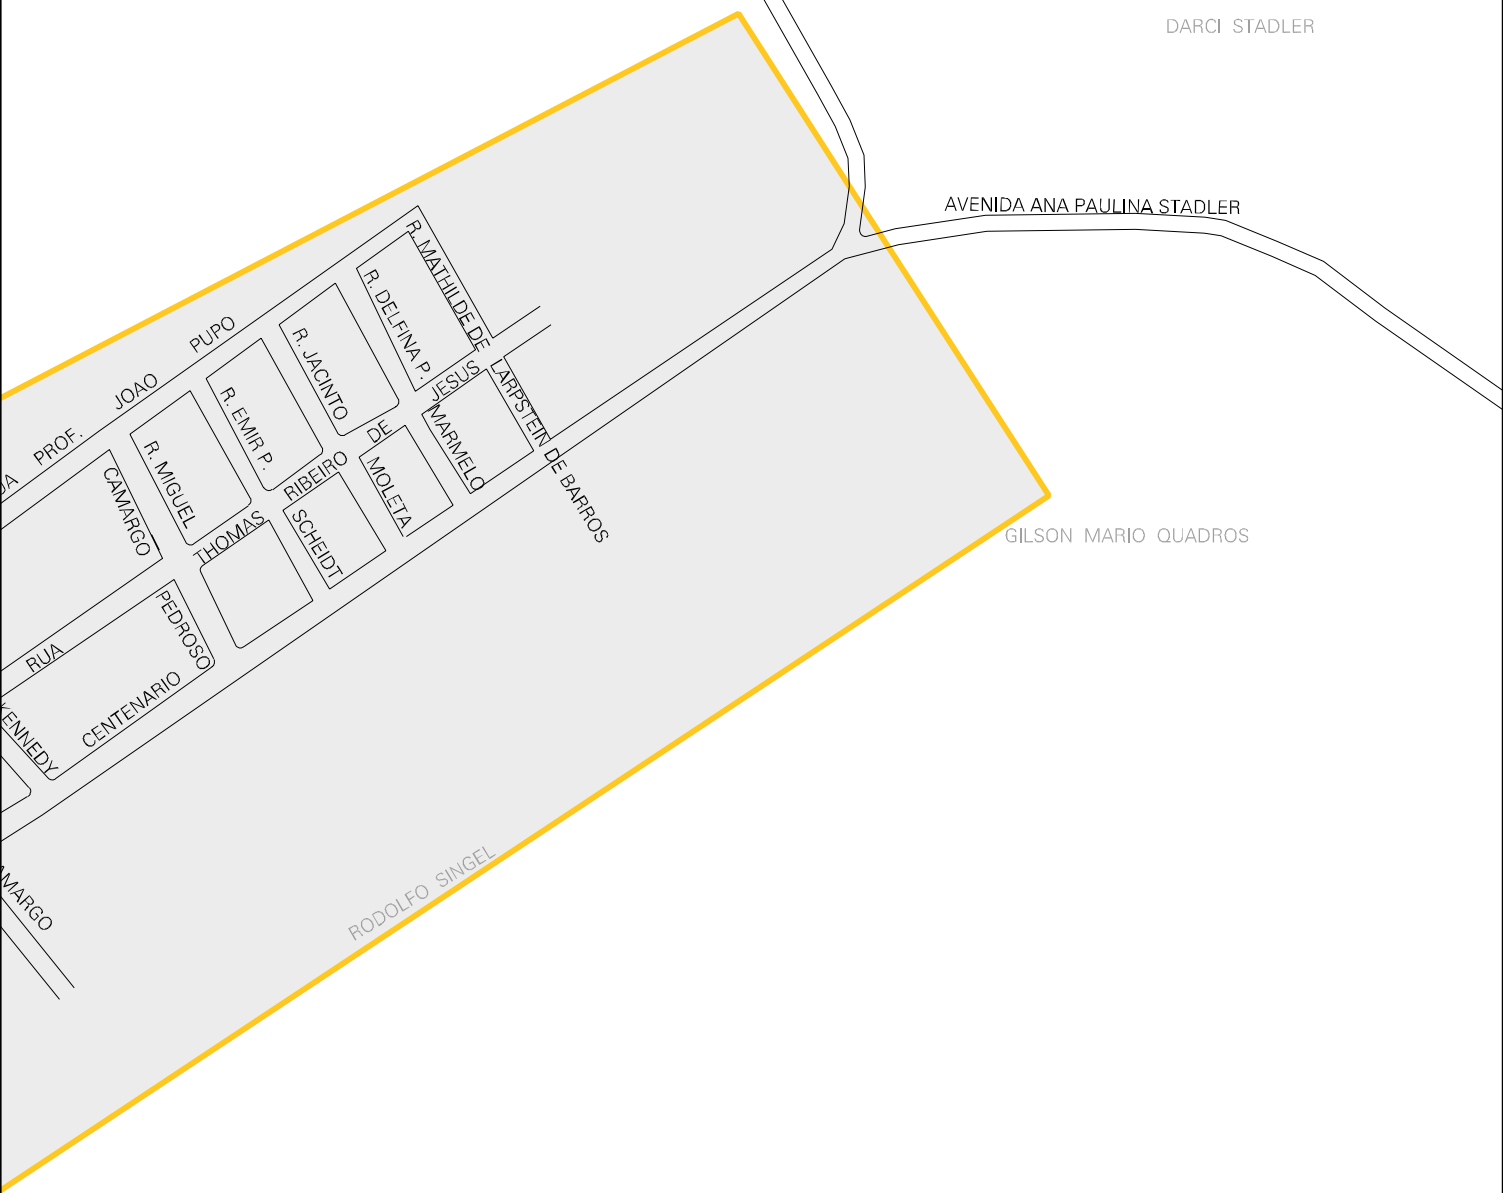 DARCI STADLER
AVENIDA ANA PAULINA STADLER
R. MATHILDE DE LARPSTEIN DE BARROS
R. DELFINA P. MARMELO
R. JACINTO MOLETA
R. EMIR P. SCHEIDT
R. MIGUEL
PROF. JOAO PUPO
CAMARGO
PEDROSO
RUA THOMAS RIBEIRO DE JESUS
CENTENARIO
KENNEDY
GILSON MARIO QUADROS
RODOLFO SINGEL